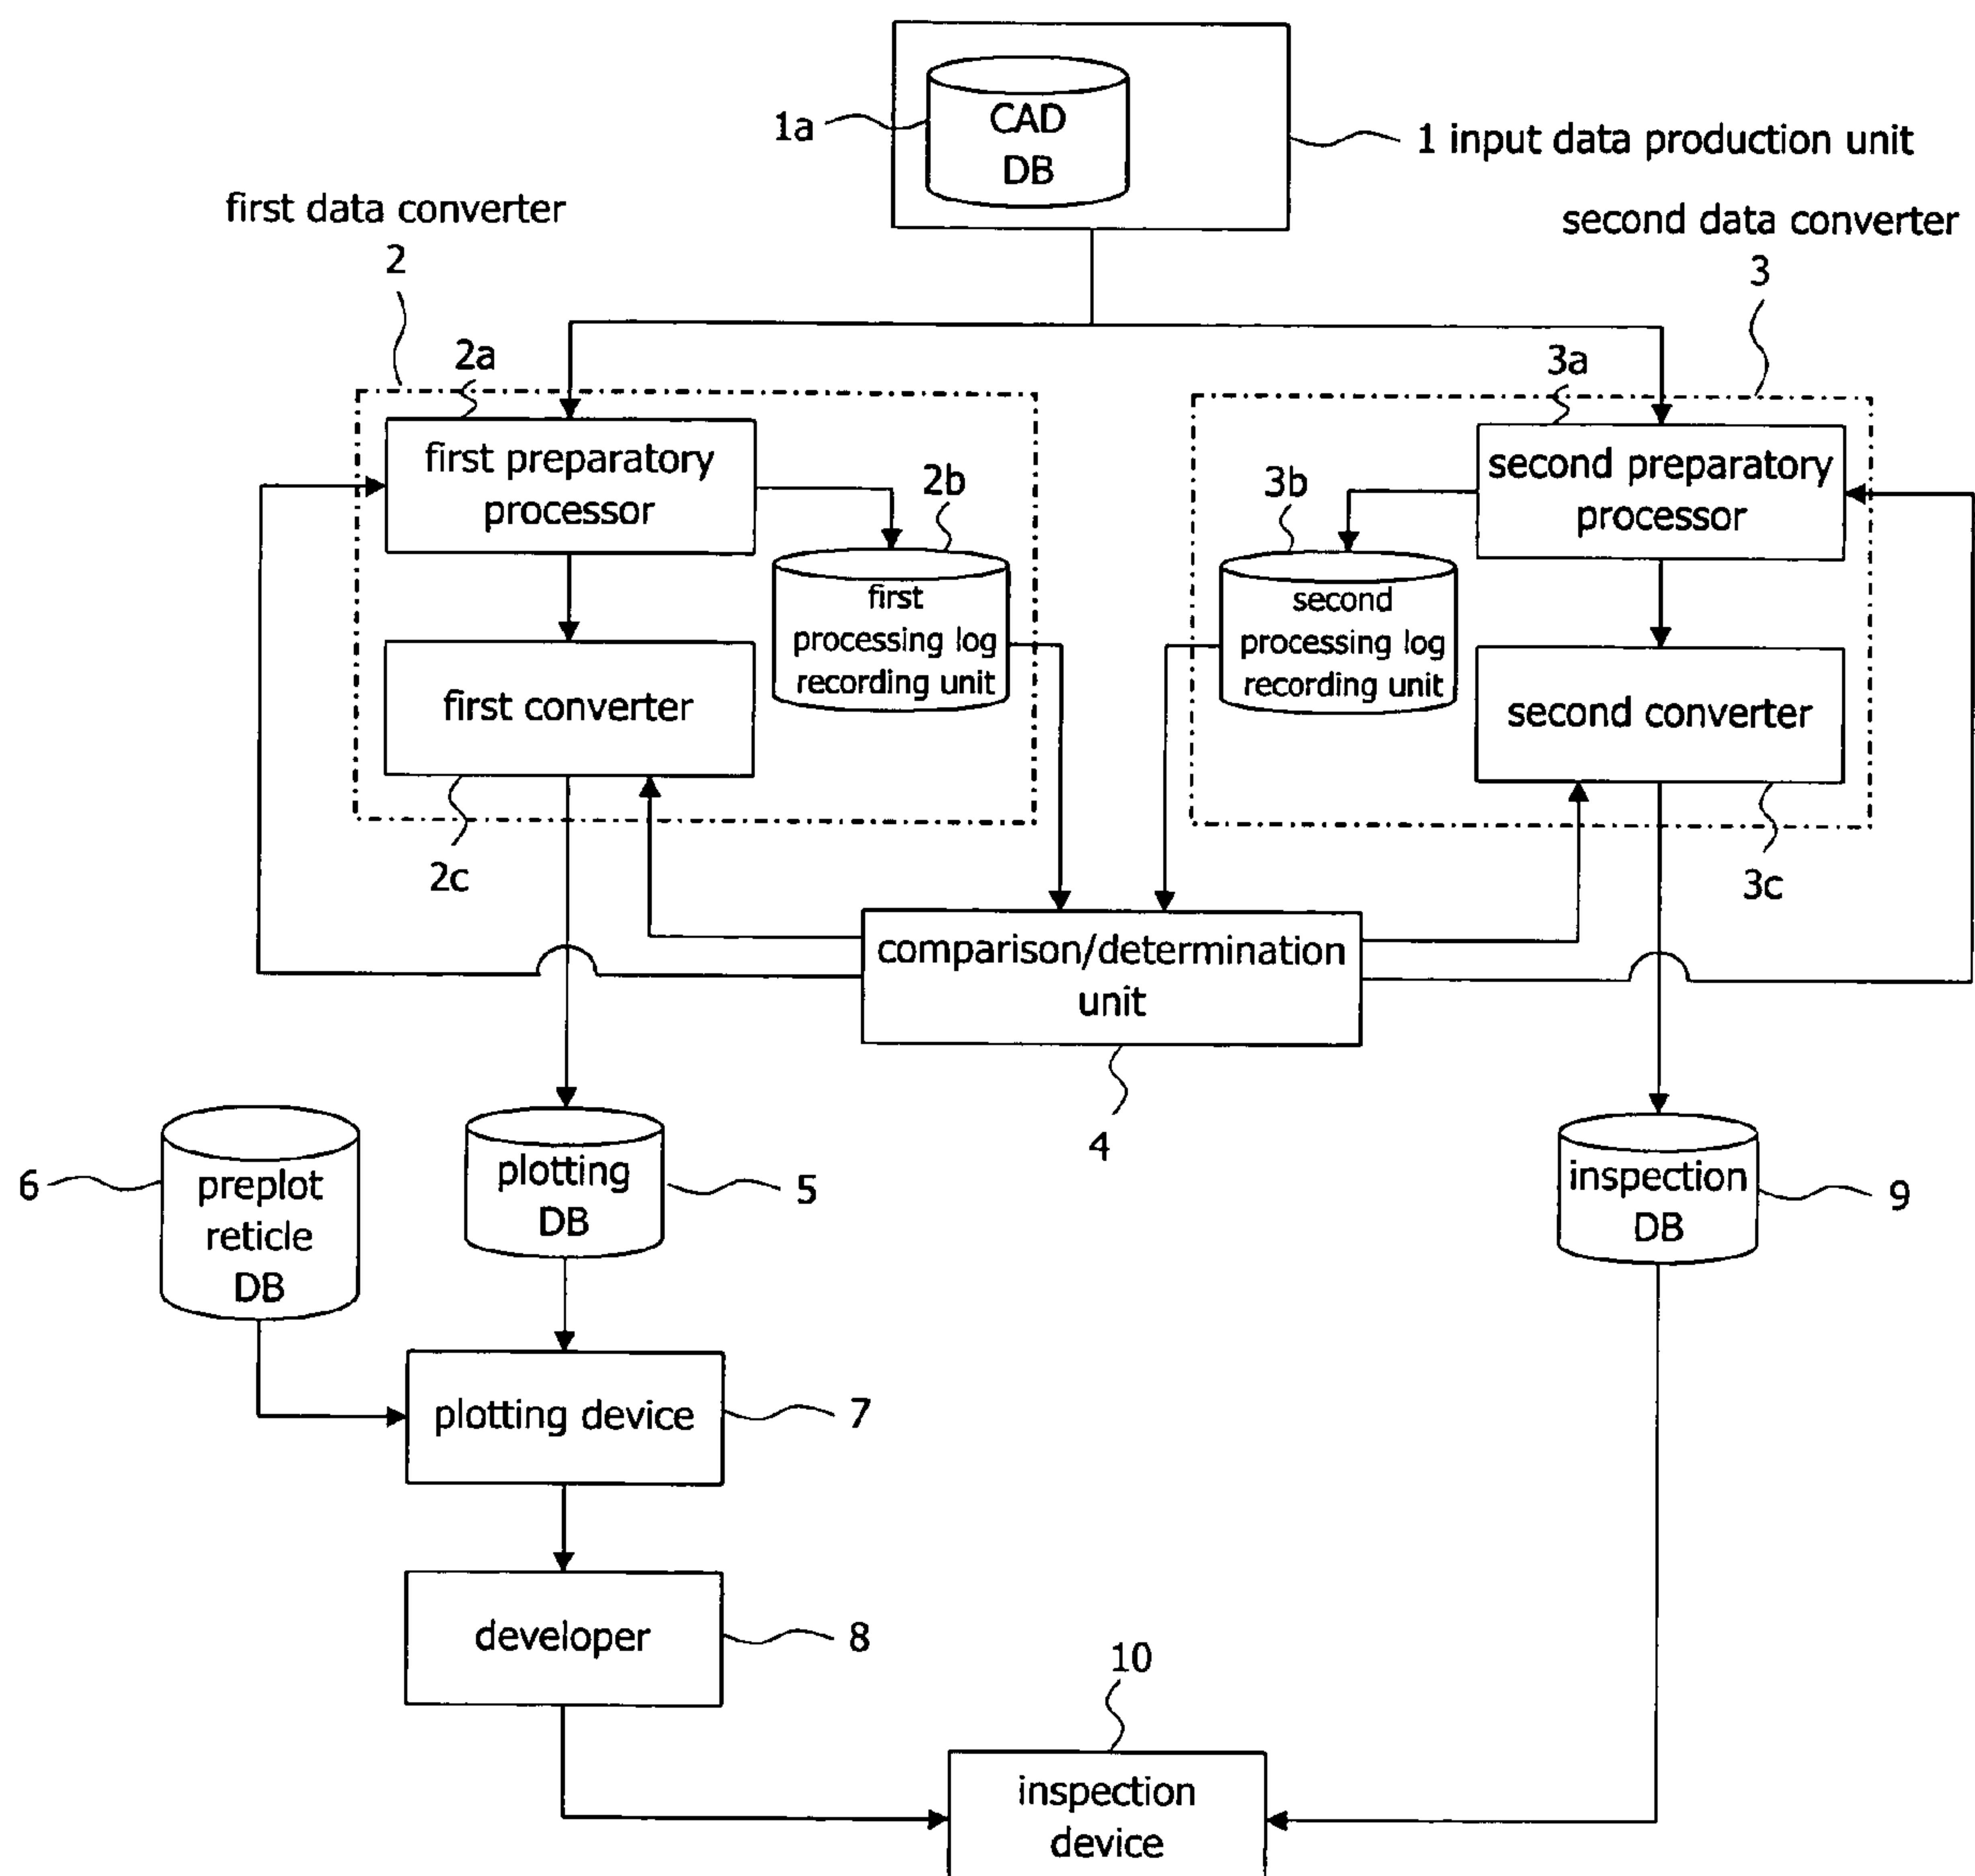 CAD
DB
1a
1 input data production unit
first data converter
2
second data converter
3
2a
3a
first preparatory
processor
second preparatory
processor
2b
3b
first
processing log
recording unit
second
processing log
recording unit
first converter
second converter
2c
3c
comparison/determination
unit
4
6
preplot
reticle
DB
plotting
DB
5
inspection
DB
9
plotting device
7
developer
8
10
inspection
device